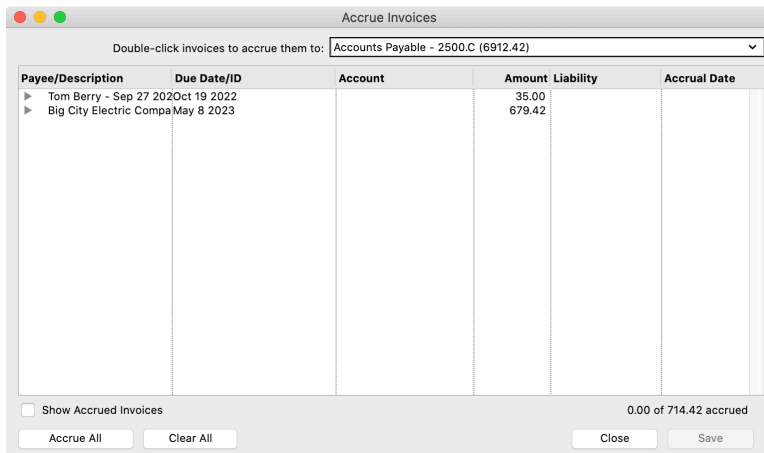 Accrue Invoices
Double-click invoices to accrue them to: Accounts Payable - 2500.C (6912.42)
Payee/Description Due Date/ID Account Amount Liability Accrual Date
Tom Berry - Sep 27 202 Oct 19 2022 35.00
Big City Electric Compa May 8 2023 679.42
Show Accrued Invoices 0.00 of 714.42 accrued
Accrue All Clear All Close Save